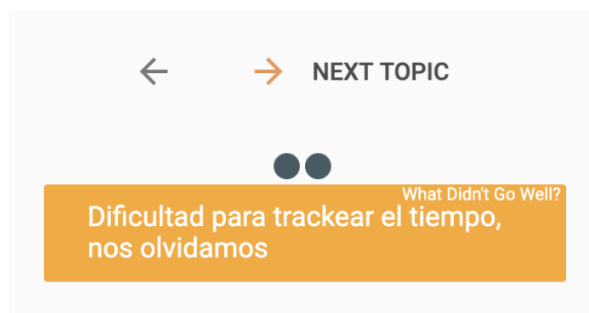 NEXT TOPIC
What Didn't Go Well?
Dificultad para trackear el tiempo,
nos olvidamos